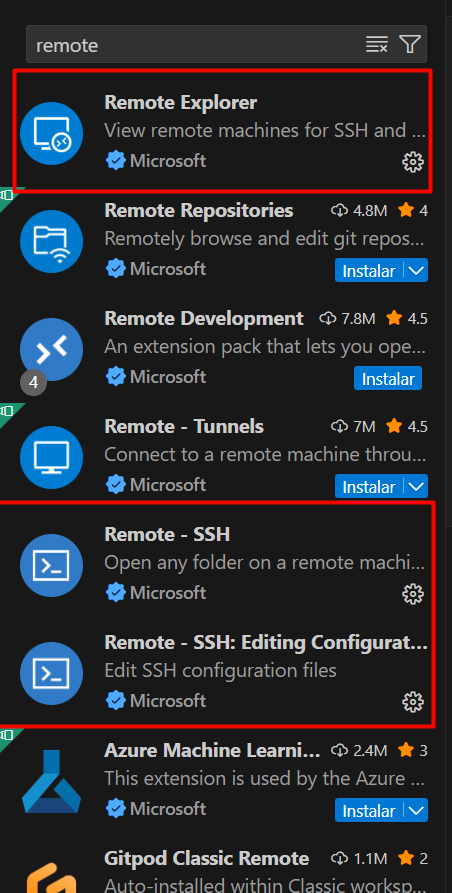 remote
Remote Explorer
View remote machines for SSH and ...
Microsoft
Remote Repositories 4.8M 4
Remotely browse and edit git repos...
Microsoft Instalar
Remote Development 7.8M 4.5
An extension pack that lets you ope...
4 Microsoft Instalar
Remote - Tunnels 7M 4.5
Connect to a remote machine throu...
Microsoft Instalar
Remote - SSH
Open any folder on a remote machi...
Microsoft
Remote - SSH: Editing Configurat...
Edit SSH configuration files
Microsoft
Azure Machine Learni... 2.4M 3
This extension is used by the Azure ...
Microsoft Instalar
Gitpod Classic Remote 1.1M 2
Auto-installed within Classic worksp...